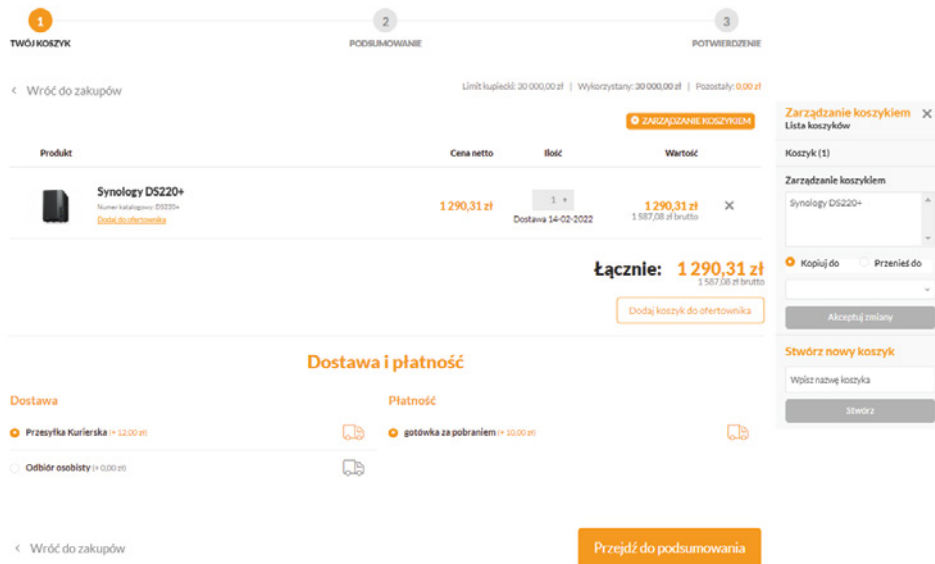 1 2 3
TWÓJ KOSZYK PODSUMOWANIE POTWIERDZENIE
< Wróć do zakupów
Limit kupiecki: 30 000,00 zł | Wykorzystany: 30 000,00 zł | Pozostały: 0,00 zł
ZARZĄDZANIE KOSZYKIEM
Produkt Cena netto Ilość Wartość
Synology DS220+
Numer katalogowy: DS220+
Dodaj do ofertownika
1 290,31 zł
1 +
Dostawa 14-02-2022
1 290,31 zł
1 587,08 zł brutto
Łącznie: 1 290,31 zł
1 587,08 zł brutto
Dodaj koszyk do ofertownika
Dostawa i płatność
Dostawa
Przesyłka Kurierska (+ 12,00 zł)
Odbiór osobisty (+ 0,00 zł)
Płatność
gotówka za pobraniem (+ 10,00 zł)
< Wróć do zakupów
Przejdź do podsumowania
Zarządzanie koszykiem
Lista koszyków
Koszyk (1)
Zarządzanie koszykiem
Synology DS220+
Kopiuj do Przenieś do
Akceptuj zmiany
Stwórz nowy koszyk
Wpisz nazwę koszyka
Stwórz